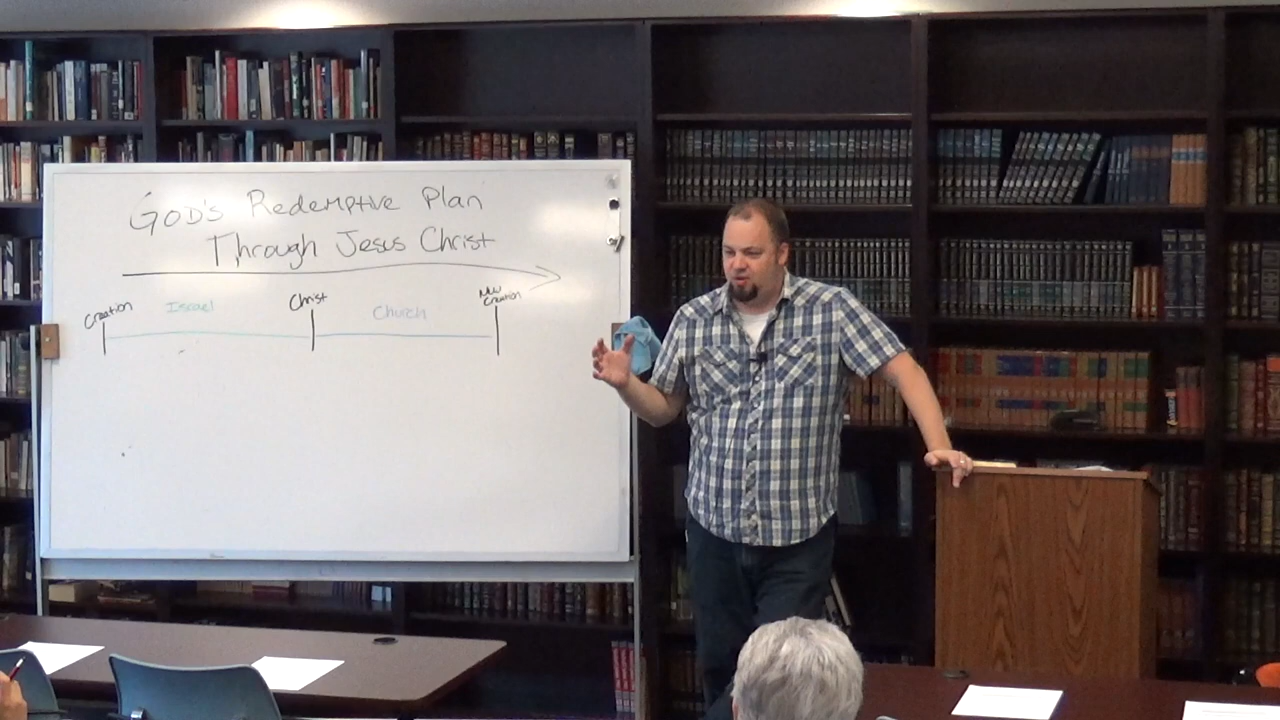 GOD'S Redemptive Plan
Through Jesus Christ
Creation Israel Christ Church New Creation